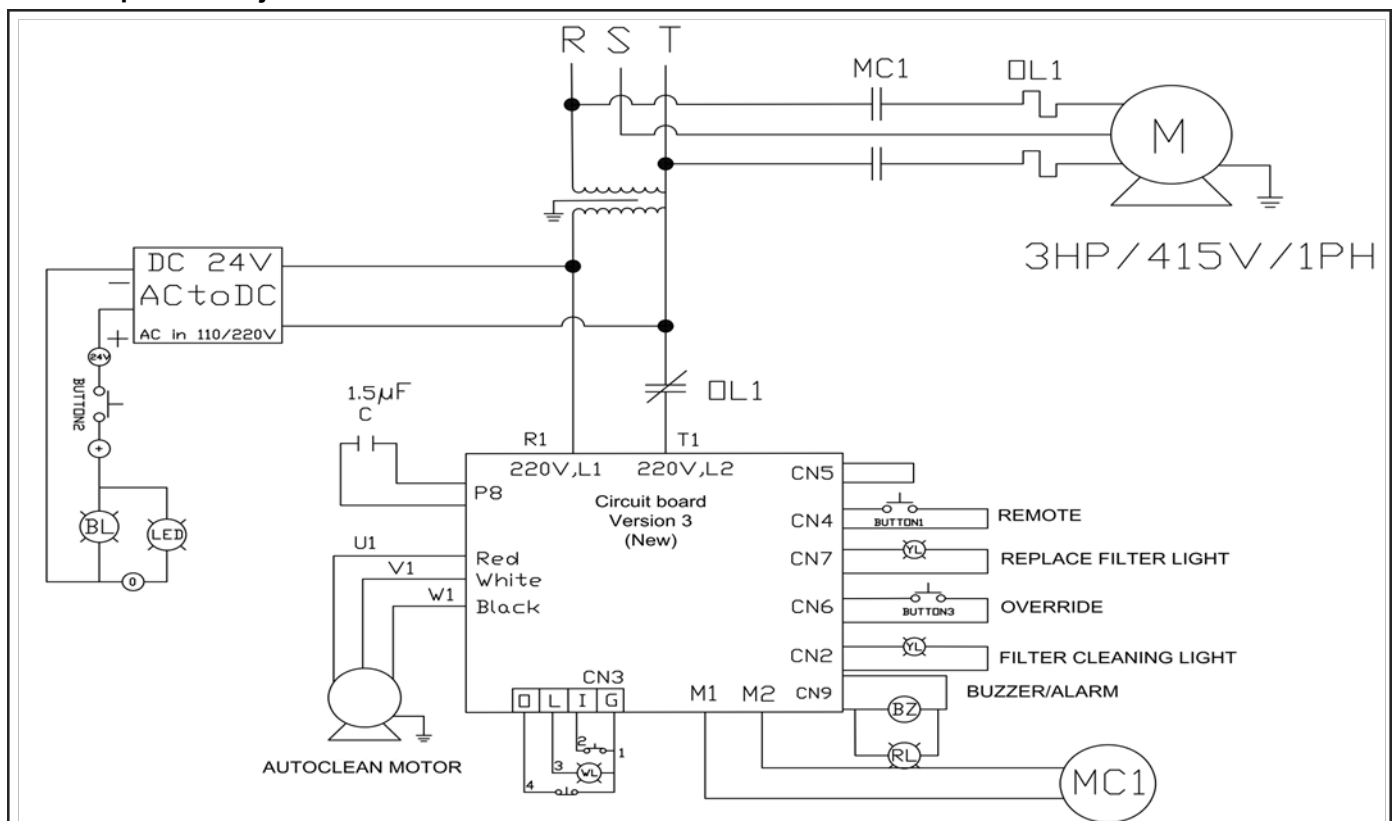 R S T
MC1 OL1
M
3HP/415V/1PH
DC 24V
−
ACtoDC
+
AC in 110/220V
24V
BUTTON2
+
BL LED
0
OL1
1.5µF
C
R1 T1
220V,L1 220V,L2
P8
Circuit board
Version 3
(New)
CN5
CN4 BUTTON1 REMOTE
CN7 YL REPLACE FILTER LIGHT
CN6 BUTTON3 OVERRIDE
CN2 YL FILTER CLEANING LIGHT
CN9 BUZZER/ALARM
BZ
RL
U1 Red
V1 White
W1 Black
AUTOCLEAN MOTOR
CN3
O L I G
2 1
3 WL
4
M1 M2
MC1